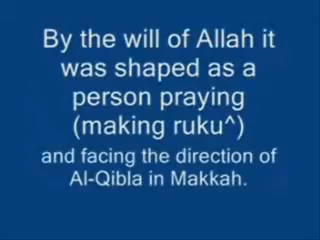 By the will of Allah it
was shaped as a
person praying
(making ruku^)
and facing the direction of
Al-Qibla in Makkah.